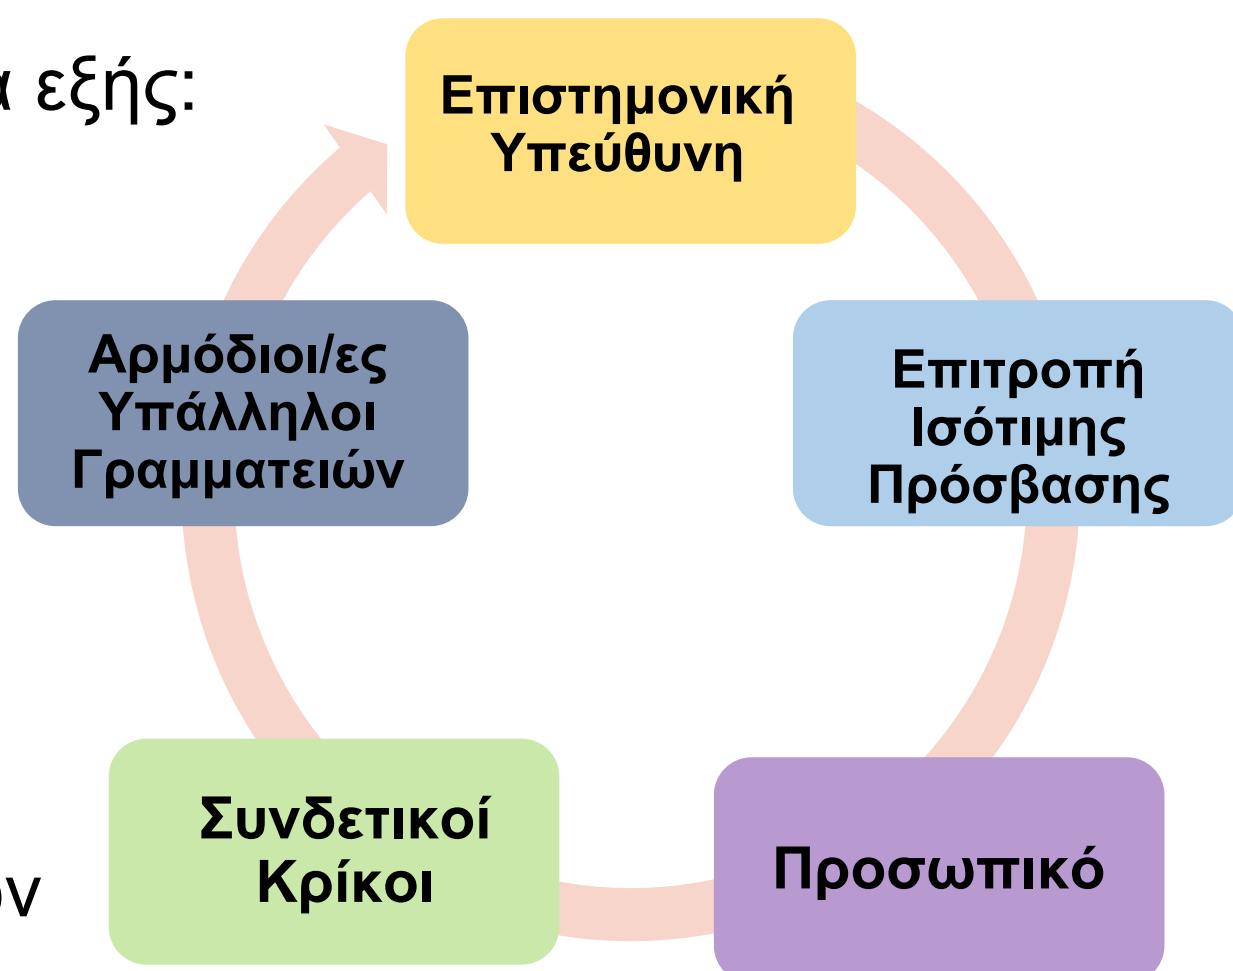 εξής:
Επιστημονική
Υπεύθυνη
Επιτροπή
Ισότιμης
Πρόσβασης
Προσωπικό
Συνδετικοί
Κρίκοι
Αρμόδιοι/ες
Υπάλληλοι
Γραμματειών